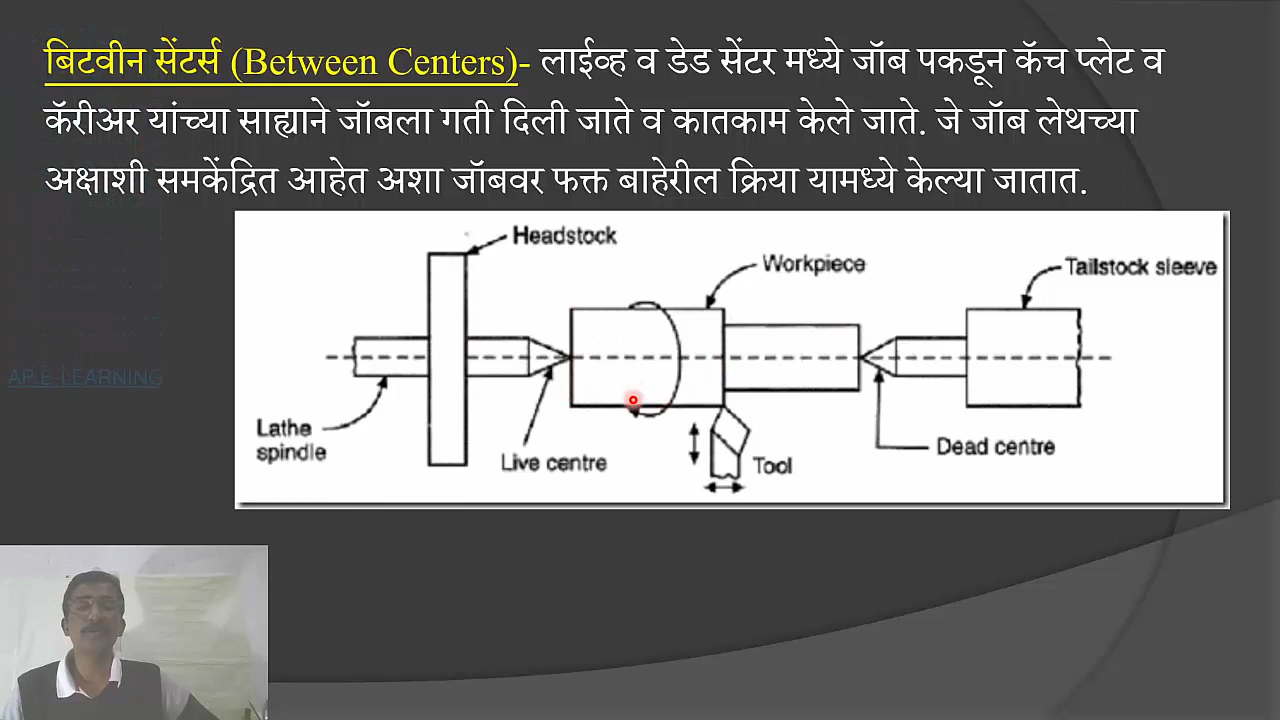 बिटवीन सेंटर्स (Between Centers)- लाईव्ह व डेड सेंटर मध्ये जॉब पकडून कॅच प्लेट व
कॅरीअर यांच्या साह्याने जॉबला गती दिली जाते व कातकाम केले जाते. जे जॉब लेथच्या
अक्षाशी समकेंद्रित आहेत अशा जॉबवर फक्त बाहेरील क्रिया यामध्ये केल्या जातात.
Headstock
Workpiece
Tailstock sleeve
AP.E-LEARNING
Lathe
spindle
Live centre
Tool
Dead centre